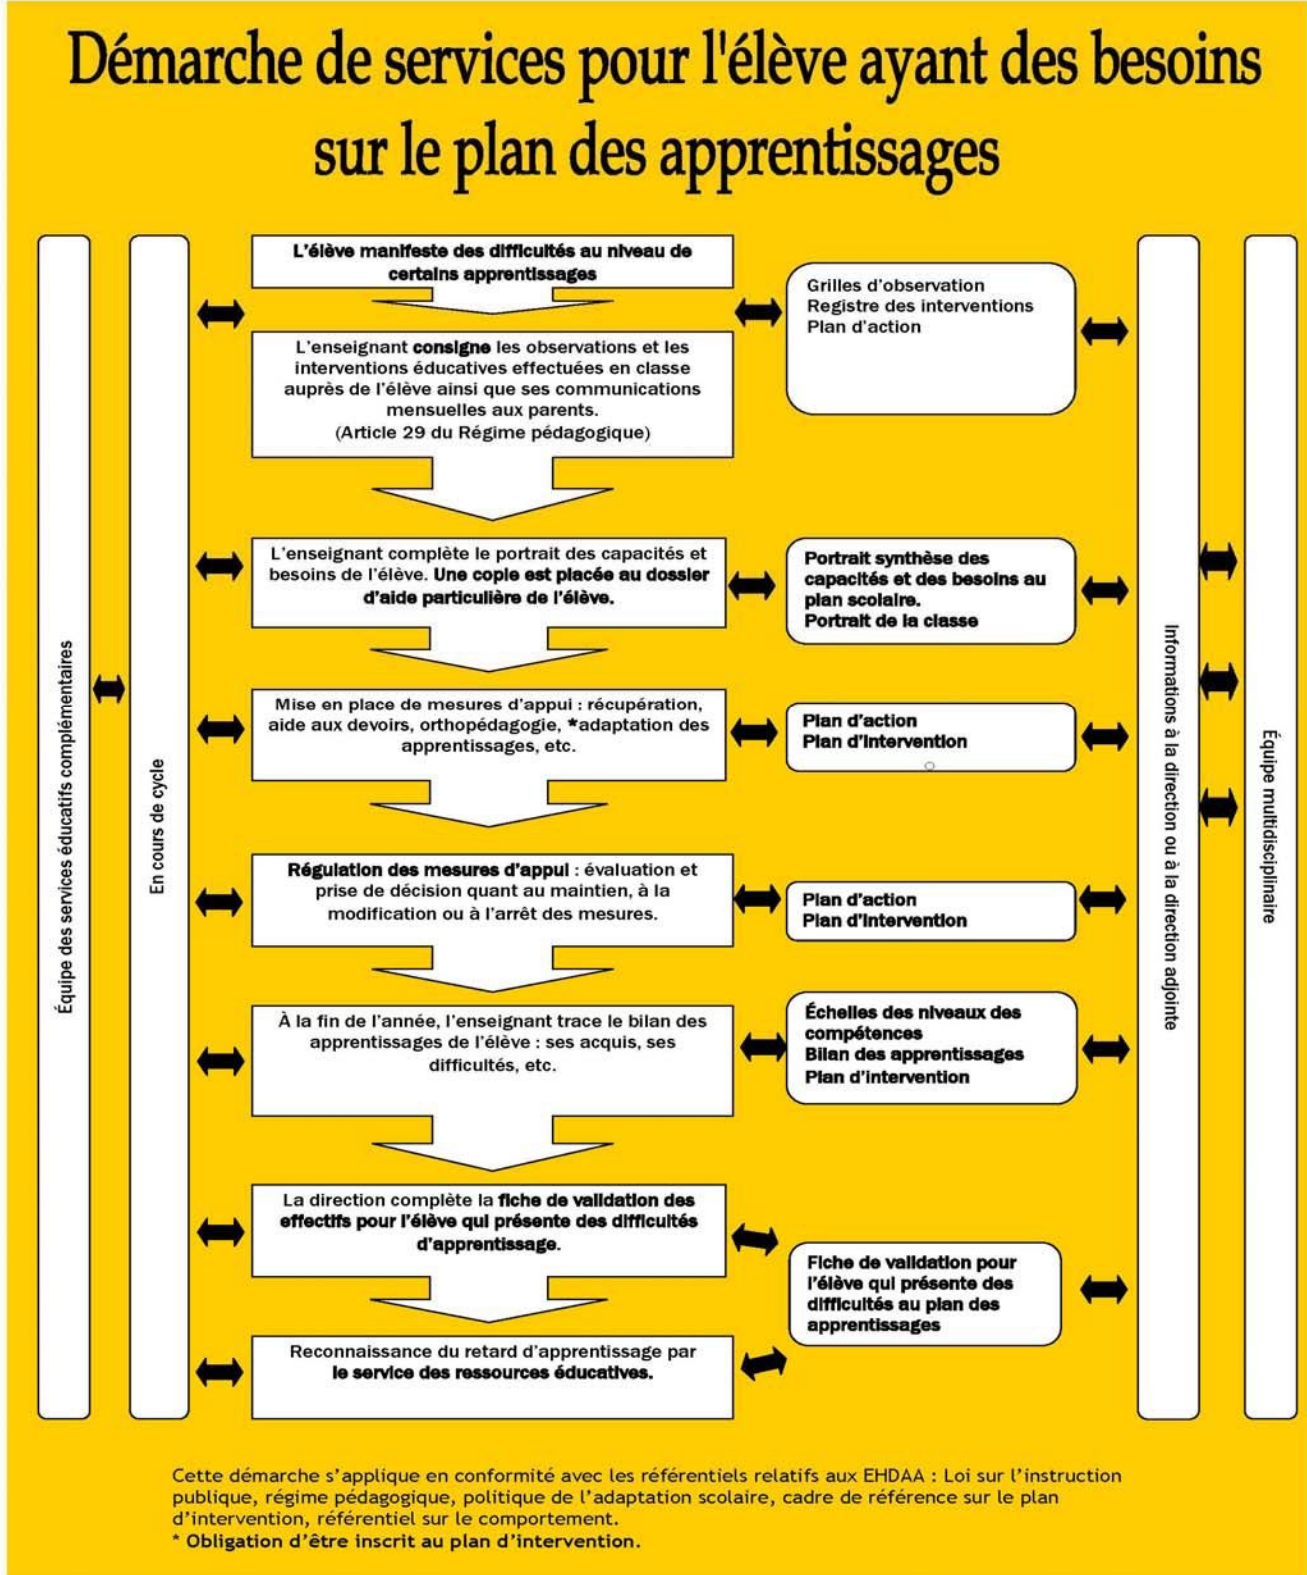 Démarche de services pour l'élève ayant des besoins
sur le plan des apprentissages
L'élève manifeste des difficultés au niveau de
certains apprentissages
Grilles d'observation
Registre des interventions
Plan d'action
L'enseignant consigne les observations et les
interventions éducatives effectuées en classe
auprès de l'élève ainsi que ses communications
mensuelles aux parents.
(Article 29 du Régime pédagogique)
L'enseignant complète le portrait des capacités et
besoins de l'élève. Une copie est placée au dossier
d'aide particulière de l'élève.
Portrait synthèse des
capacités et des besoins au
plan scolaire.
Portrait de la classe
Mise en place de mesures d'appui : récupération,
aide aux devoirs, orthopédagogie, *adaptation des
apprentissages, etc.
Plan d'action
Plan d'intervention
Régulation des mesures d'appui : évaluation et
prise de décision quant au maintien, à la
modification ou à l'arrêt des mesures.
Plan d'action
Plan d'intervention
À la fin de l'année, l'enseignant trace le bilan des
apprentissages de l'élève : ses acquis, ses
difficultés, etc.
Échelles des niveaux des
compétences
Bilan des apprentissages
Plan d'intervention
La direction complète la fiche de validation des
effectifs pour l'élève qui présente des difficultés
d'apprentissage.
Fiche de validation pour
l'élève qui présente des
difficultés au plan des
apprentissages
Reconnaissance du retard d'apprentissage par
le service des ressources éducatives.
Équipe des services éducatifs complémentaires
En cours de cycle
Informations à la direction ou à la direction adjointe
Équipe multidisciplinaire
Cette démarche s'applique en conformité avec les référentiels relatifs aux EHDAA : Loi sur l'instruction
publique, régime pédagogique, politique de l'adaptation scolaire, cadre de référence sur le plan
d'intervention, référentiel sur le comportement.
* Obligation d'être inscrit au plan d'intervention.